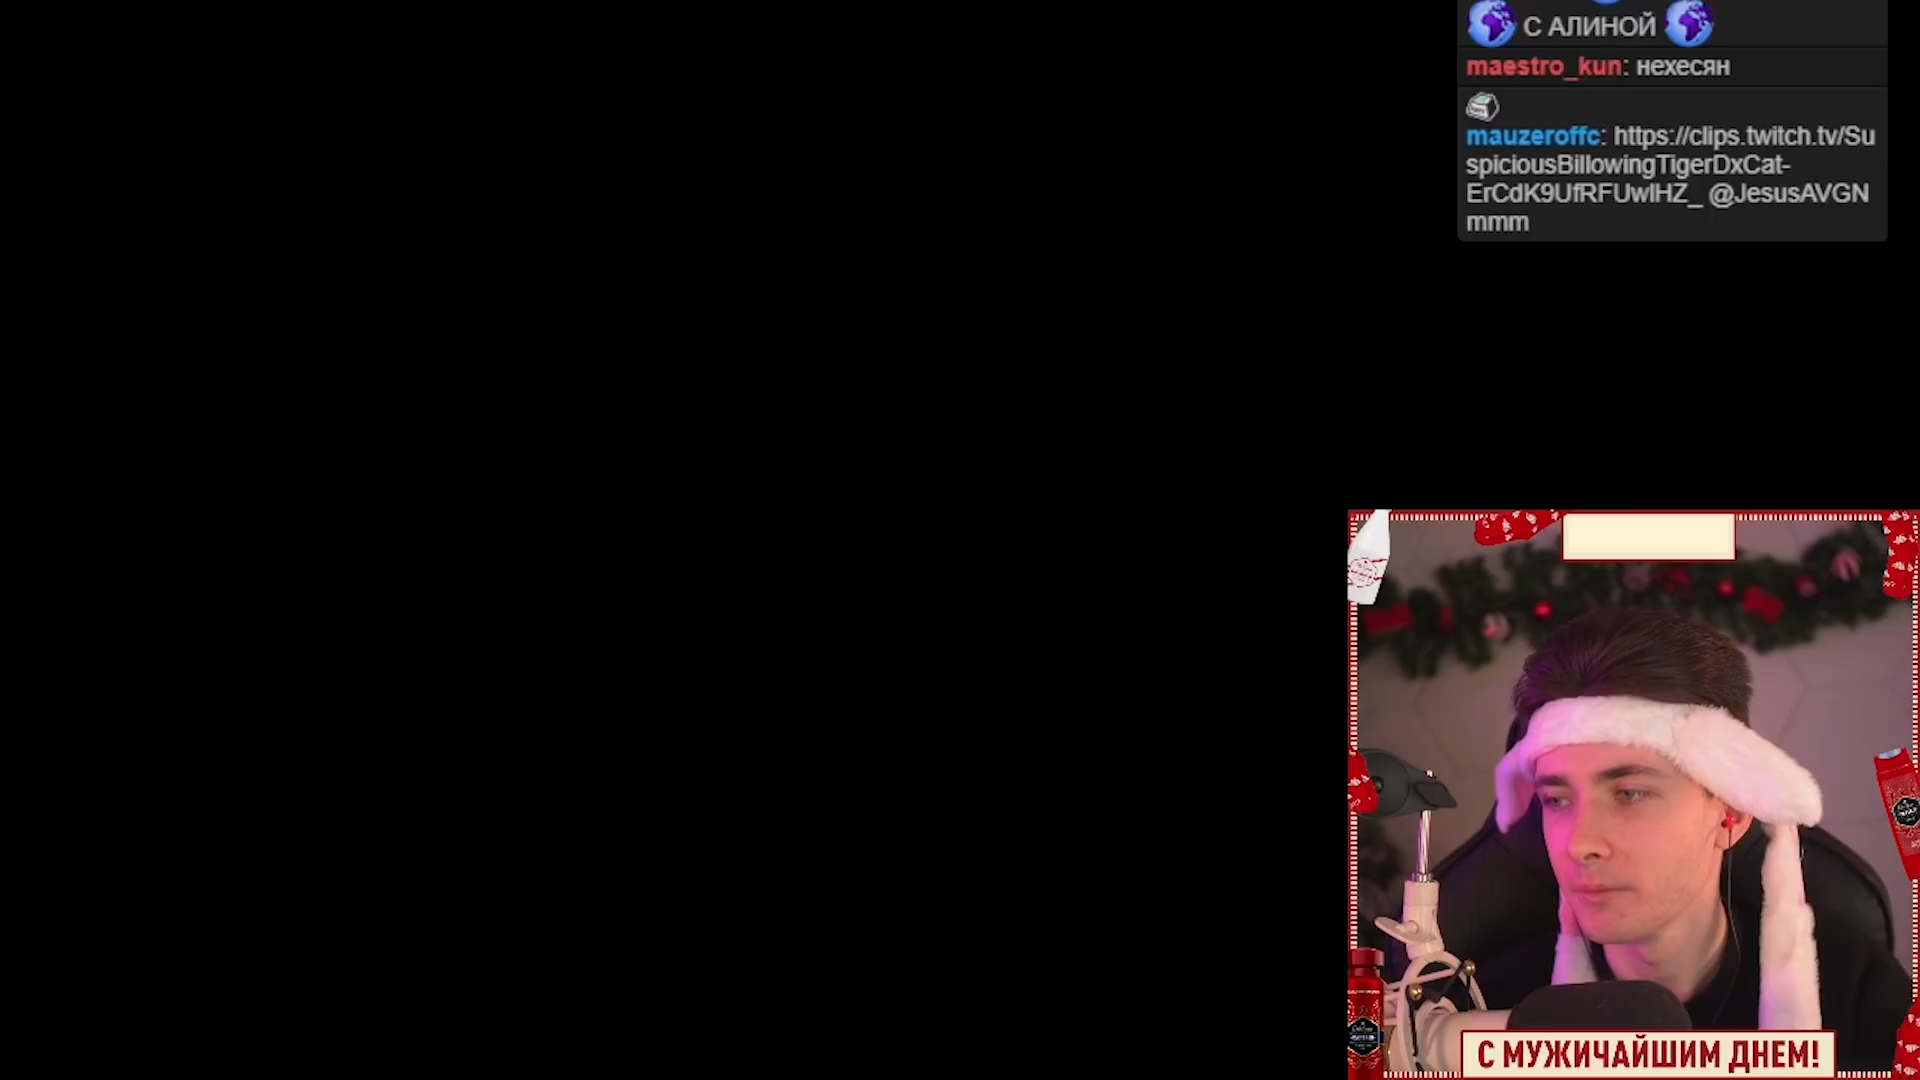 С АЛИНОЙ
maestro_kun: нехесян
mauzeroffc: https://clips.twitch.tv/Su
spiciousBillowingTigerDxCat-
ErCdK9UfRFUwlHZ_ @JesusAVGN
mmm
С МУЖИЧАЙШИМ ДНЕМ!